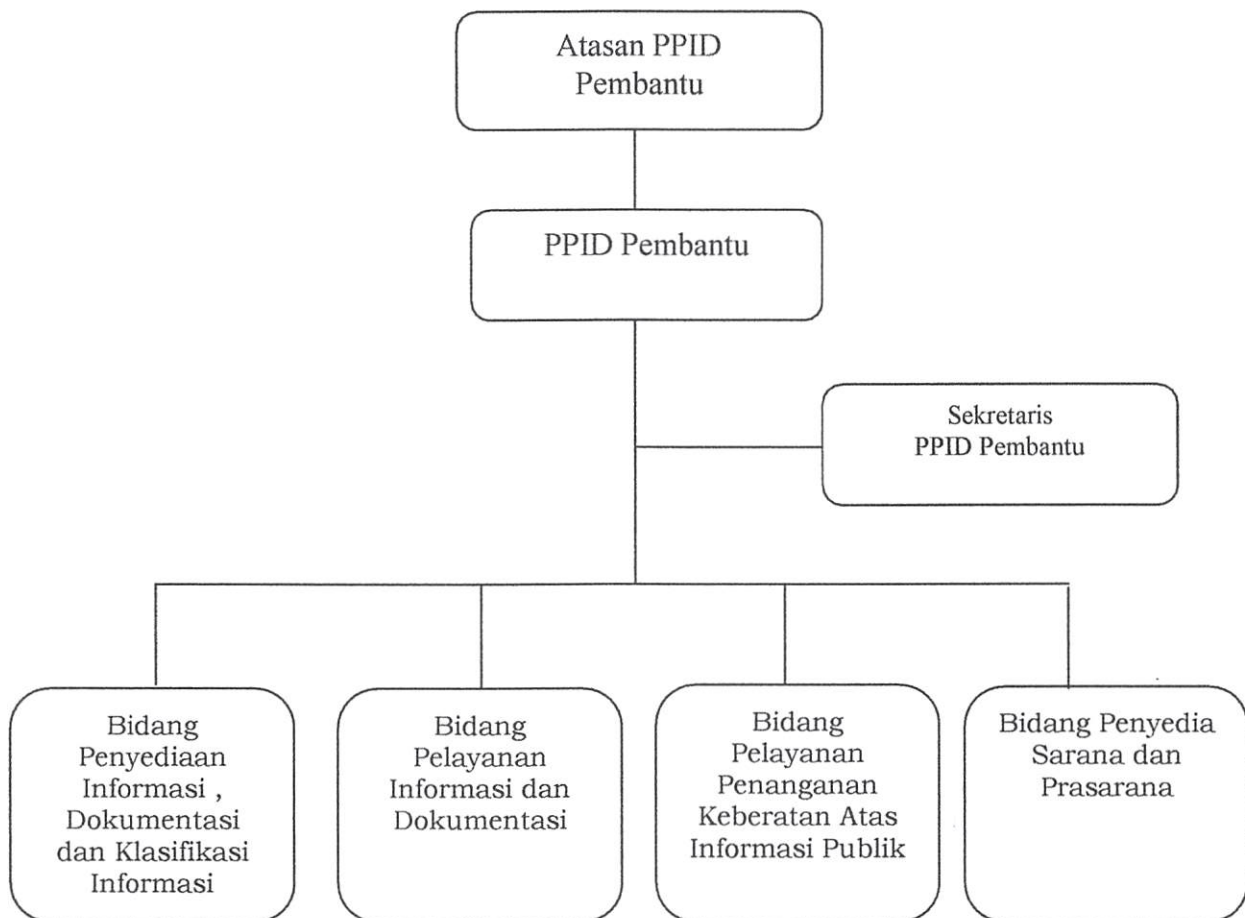 Atasan PPID
Pembantu
PPID Pembantu
Sekretaris
PPID Pembantu
Bidang
Penyediaan
Informasi ,
Dokumentasi
dan Klasifikasi
Informasi
Bidang
Pelayanan
Informasi dan
Dokumentasi
Bidang
Pelayanan
Penanganan
Keberatan Atas
Informasi Publik
Bidang Penyedia
Sarana dan
Prasarana